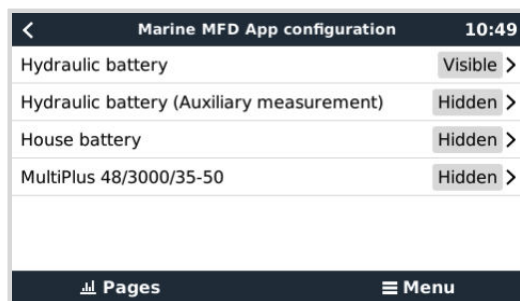 Marine MFD App configuration 10:49
Hydraulic battery Visible
Hydraulic battery (Auxiliary measurement) Hidden
House battery Hidden
MultiPlus 48/3000/35-50 Hidden
Pages Menu